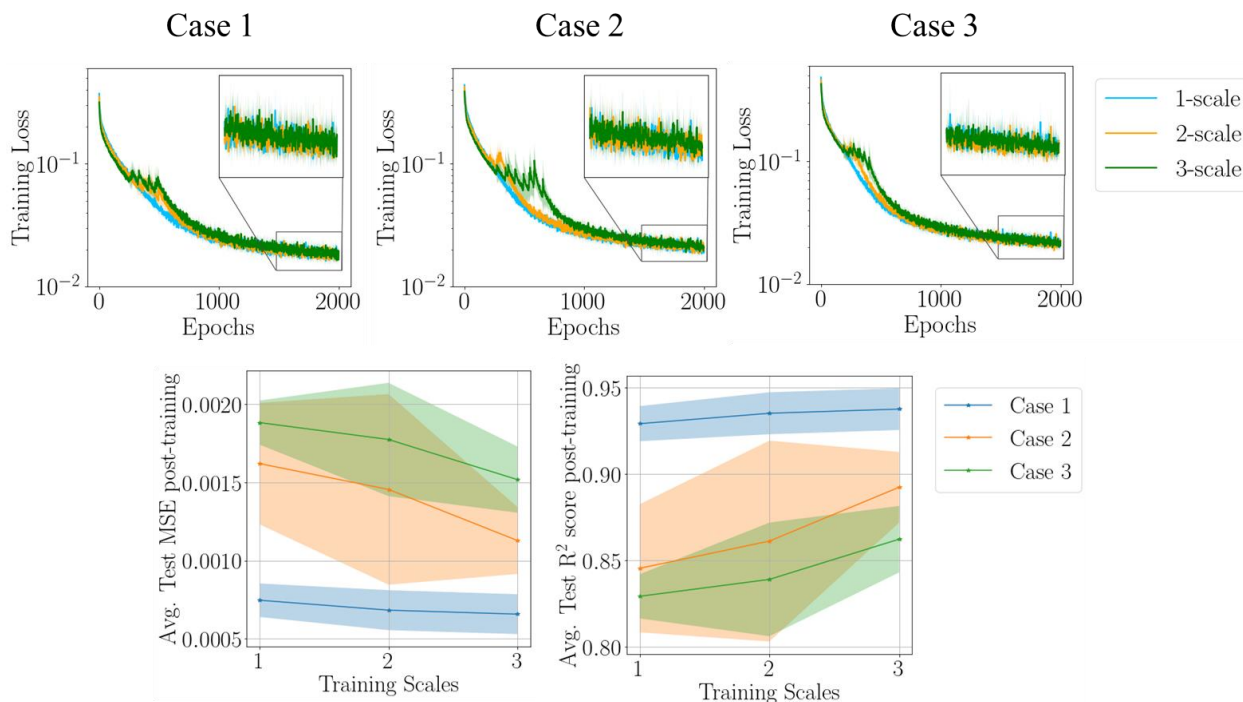 Case 1
Case 2
Case 3
Training Loss
10⁻¹
10⁻²
0
1000
2000
Epochs
Training Loss
10⁻¹
10⁻²
0
1000
2000
Epochs
Training Loss
10⁻¹
10⁻²
0
1000
2000
Epochs
1-scale
2-scale
3-scale
Avg. Test MSE post-training
0.0020
0.0015
0.0010
0.0005
1
2
3
Training Scales
Avg. Test R² score post-training
0.95
0.90
0.85
0.80
1
2
3
Training Scales
Case 1
Case 2
Case 3